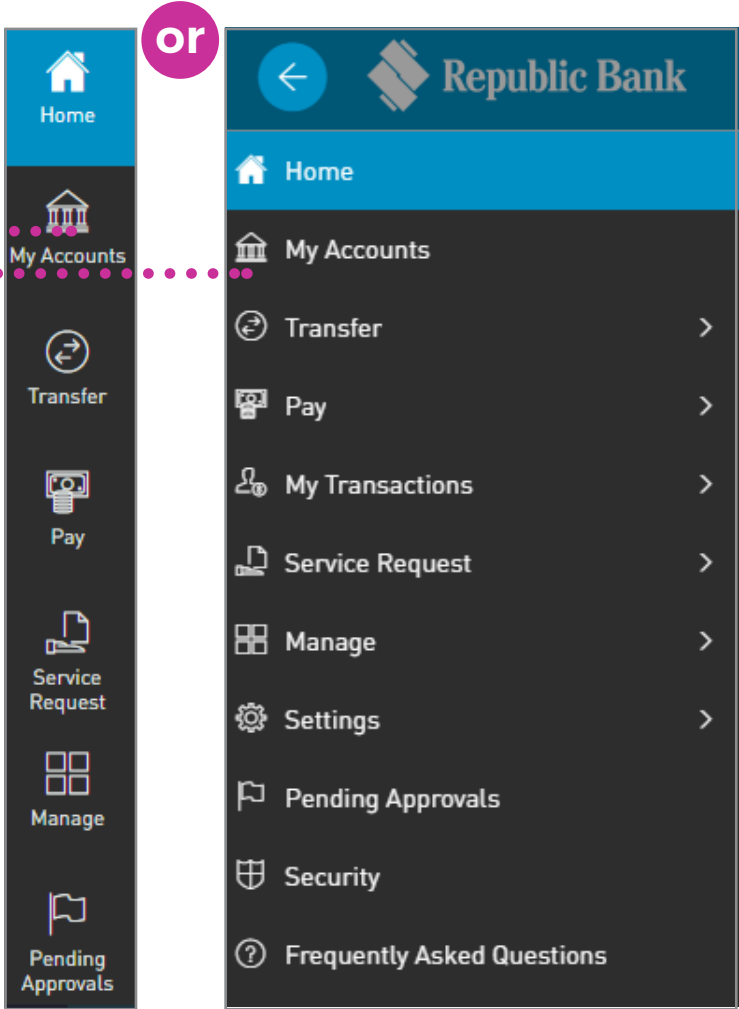 or
Home
My Accounts
Transfer
Pay
Service
Request
Manage
Pending
Approvals
Republic Bank
Home
My Accounts
Transfer
Pay
My Transactions
Service Request
Manage
Settings
Pending Approvals
Security
Frequently Asked Questions